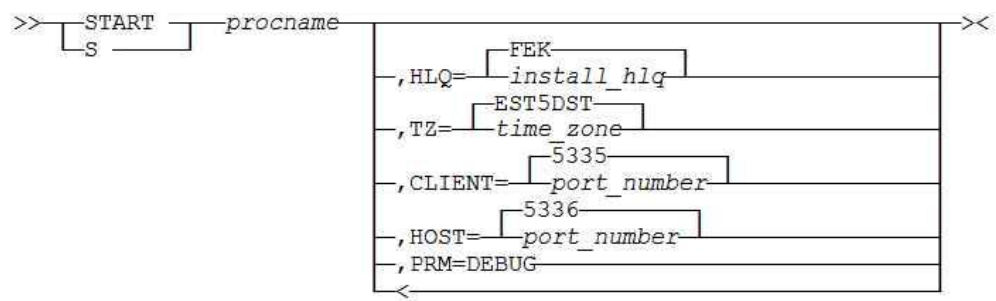 >>START procname ><
S
FEK
,HLQ= install_hlq
EST5DST
,TZ= time_zone
5335
,CLIENT= port_number
5336
,HOST= port_number
,PRM=DEBUG
<